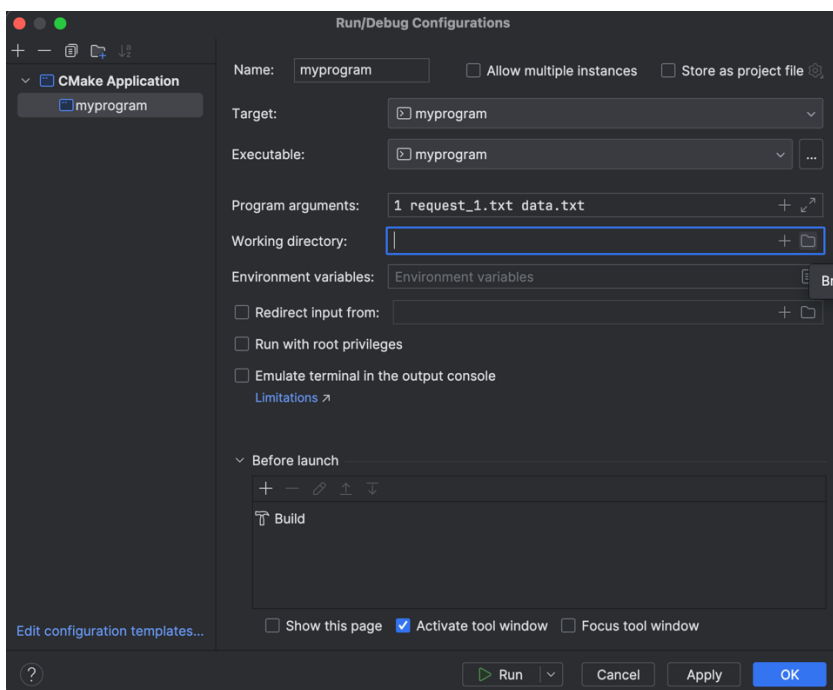 Run/Debug Configurations
CMake Application
myprogram
Name: myprogram Allow multiple instances Store as project file
Target: myprogram
Executable: myprogram ...
Program arguments: 1 request_1.txt data.txt
Working directory:
Environment variables: Environment variables
Br
Redirect input from:
Run with root privileges
Emulate terminal in the output console
Limitations ↗
Before launch
Build
Show this page Activate tool window Focus tool window
Edit configuration templates...
? Run Cancel Apply OK